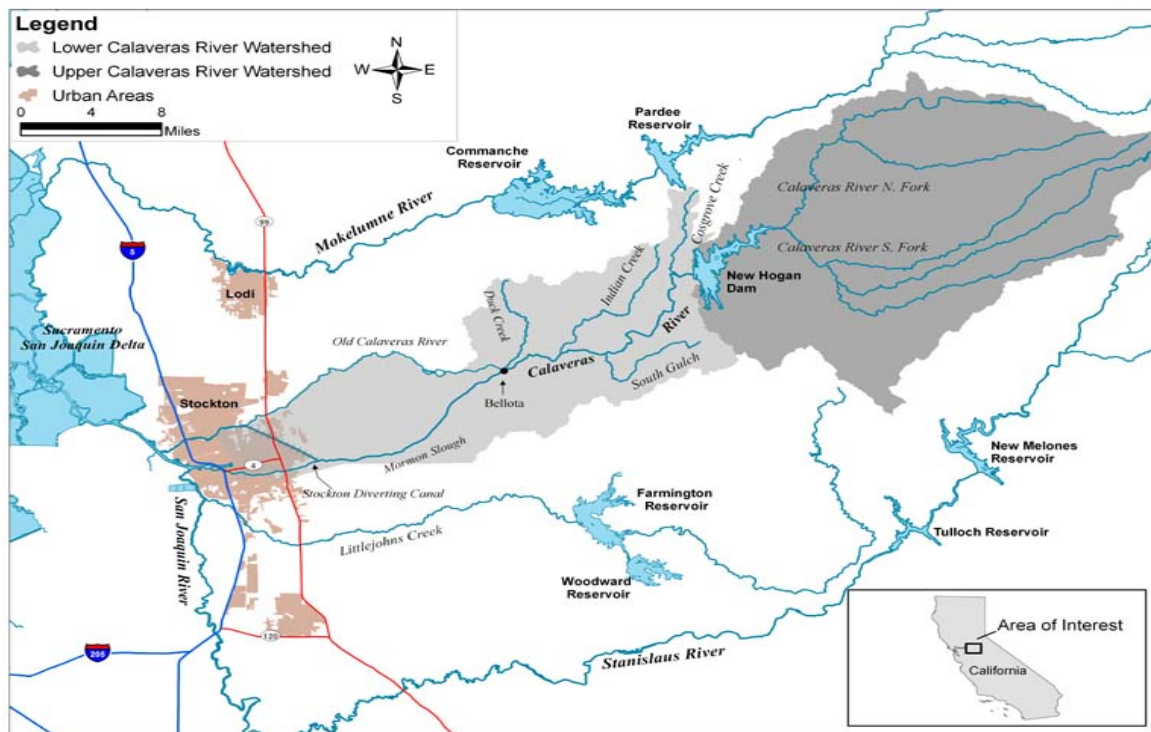 Legend
Lower Calaveras River Watershed
Upper Calaveras River Watershed
Urban Areas
0 4 8
Miles
N
W E
S
Pardee
Reservoir
Commanche
Reservoir
Mokelumne River
Cosgrove Creek
Calaveras River N. Fork
Calaveras River S. Fork
99
5
Lodi
Indian Creek
New Hogan
Dam
Duck Creek
River
Sacramento
San Joaquin Delta
Old Calaveras River
Calaveras
South Gulch
Bellota
Stockton
4
Mormon Slough
Stockton Diverting Canal
New Melones
Reservoir
Farmington
Reservoir
San Joaquin River
Littlejohns Creek
Tulloch Reservoir
Woodward
Reservoir
120
205
Stanislaus River
Area of Interest
California